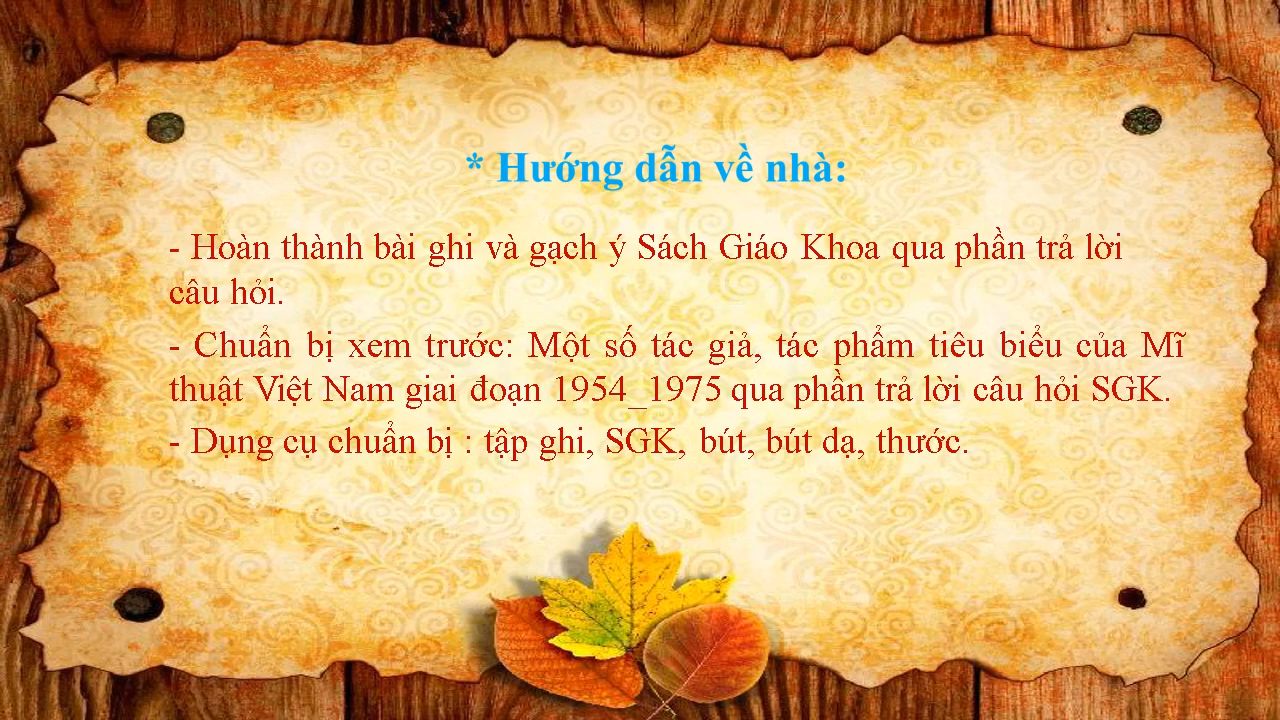 * Hướng dẫn về nhà:
- Hoàn thành bài ghi và gạch ý Sách Giáo Khoa qua phần trả lời
câu hỏi.
- Chuẩn bị xem trước: Một số tác giả, tác phẩm tiêu biểu của Mĩ
thuật Việt Nam giai đoạn 1954_1975 qua phần trả lời câu hỏi SGK.
- Dụng cụ chuẩn bị : tập ghi, SGK, bút, bút dạ, thước.